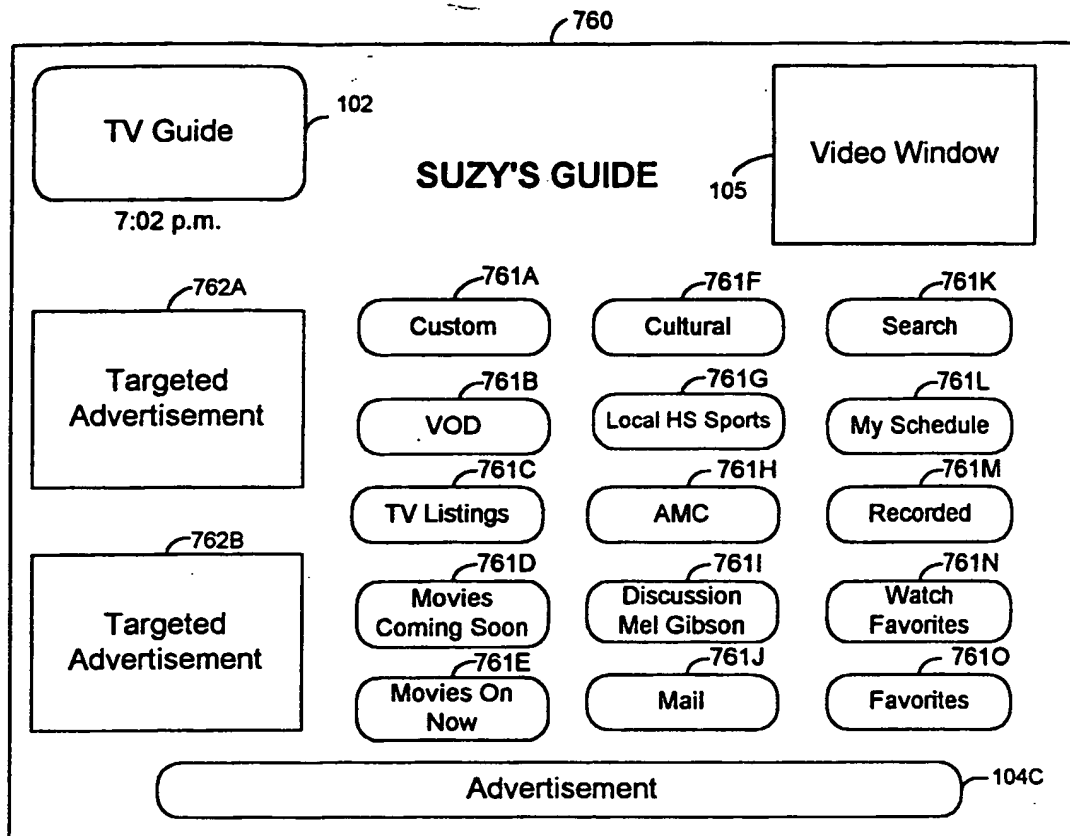 760
TV Guide
102
SUZY'S GUIDE
Video Window
105
7:02 p.m.
762A
Targeted
Advertisement
761A
Custom
761F
Cultural
761K
Search
761B
VOD
761G
Local HS Sports
761L
My Schedule
761C
TV Listings
761H
AMC
761M
Recorded
762B
Targeted
Advertisement
761D
Movies
Coming Soon
761I
Discussion
Mel Gibson
761N
Watch
Favorites
761E
Movies On
Now
761J
Mail
761O
Favorites
Advertisement
104C